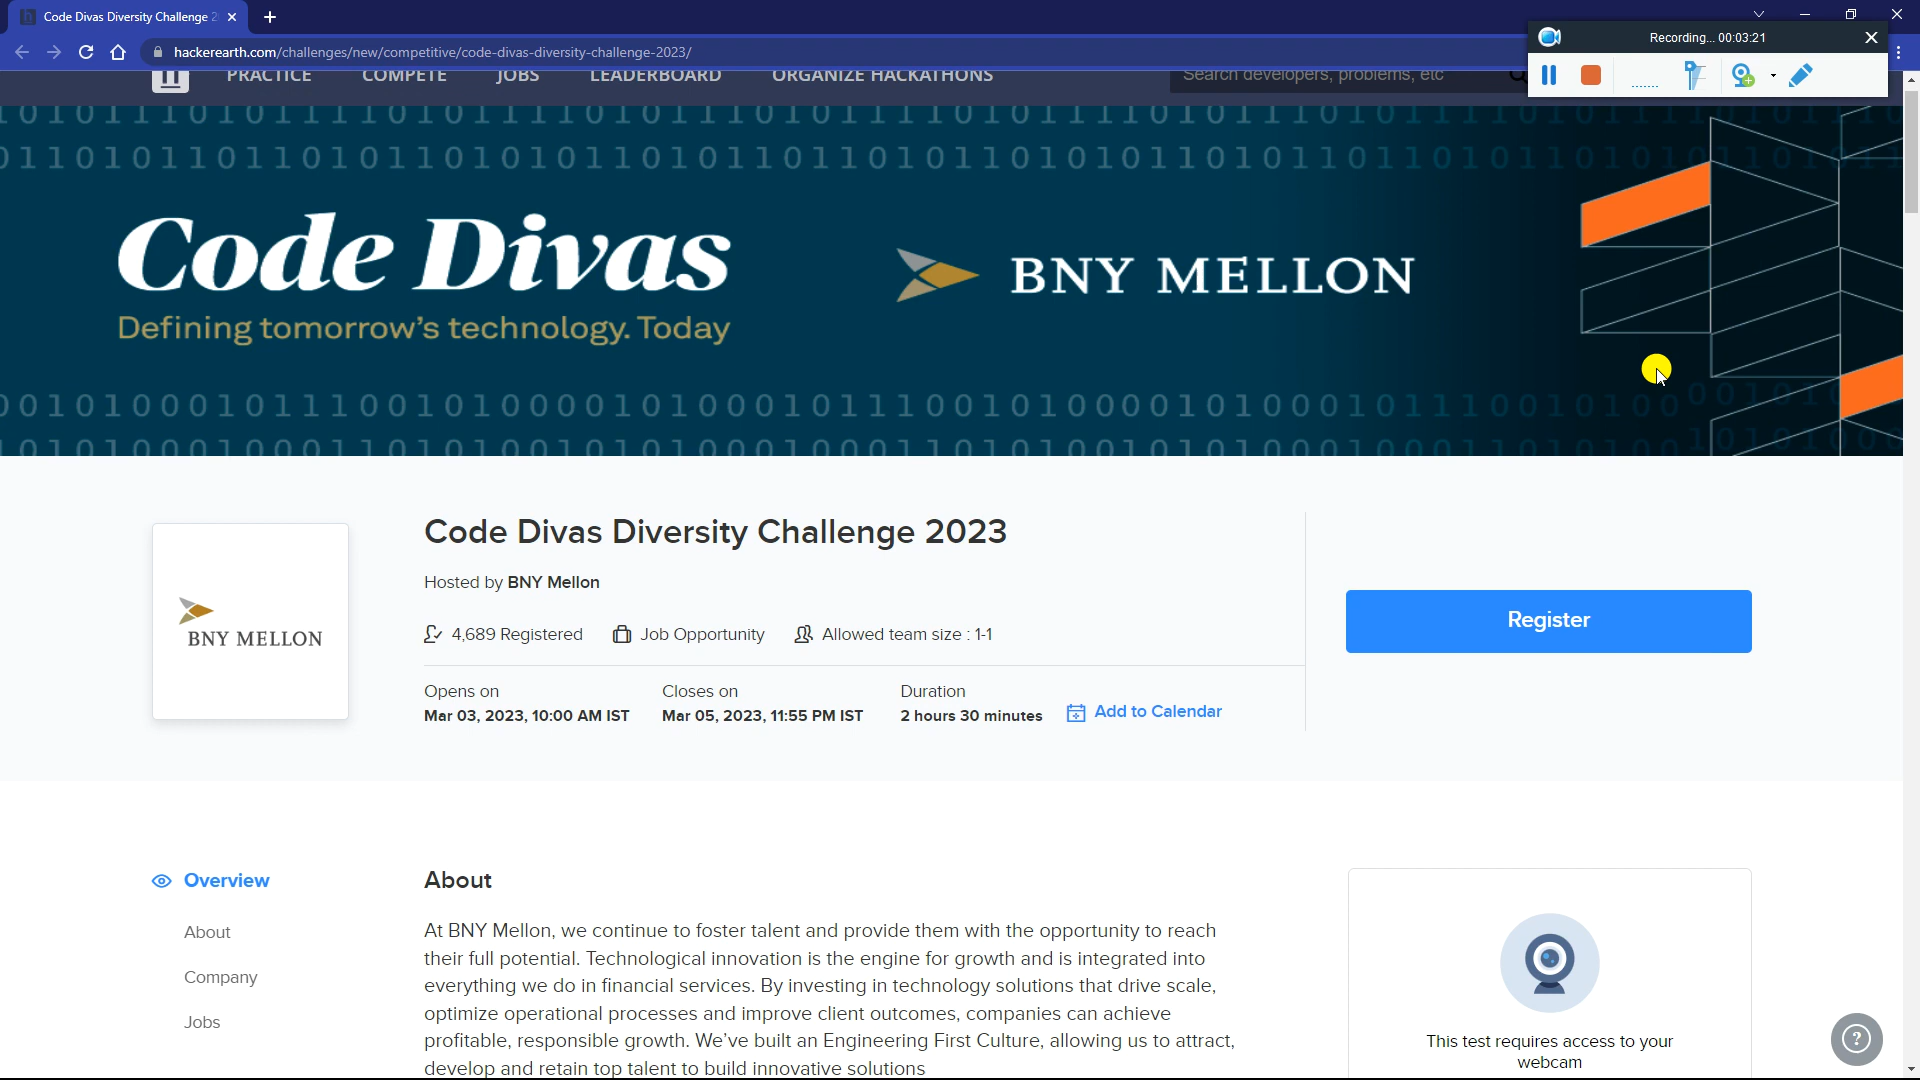 Code Divas Diversity Challenge 2
hackerearth.com/challenges/new/competitive/code-divas-diversity-challenge-2023/
Recording... 00:03:21
PRACTICE COMPETE JOBS LEADERBOARD ORGANIZE HACKATHONS
Search developers, problems, etc
Code Divas
Defining tomorrow's technology. Today
BNY MELLON
Code Divas Diversity Challenge 2023
Hosted by BNY Mellon
BNY MELLON
4,689 Registered Job Opportunity Allowed team size : 1-1
Register
Opens on Closes on Duration
Mar 03, 2023, 10:00 AM IST Mar 05, 2023, 11:55 PM IST 2 hours 30 minutes Add to Calendar
Overview
About
Company
Jobs
About
At BNY Mellon, we continue to foster talent and provide them with the opportunity to reach
their full potential. Technological innovation is the engine for growth and is integrated into
everything we do in financial services. By investing in technology solutions that drive scale,
optimize operational processes and improve client outcomes, companies can achieve
profitable, responsible growth. We've built an Engineering First Culture, allowing us to attract,
develop and retain top talent to build innovative solutions
This test requires access to your
webcam
?